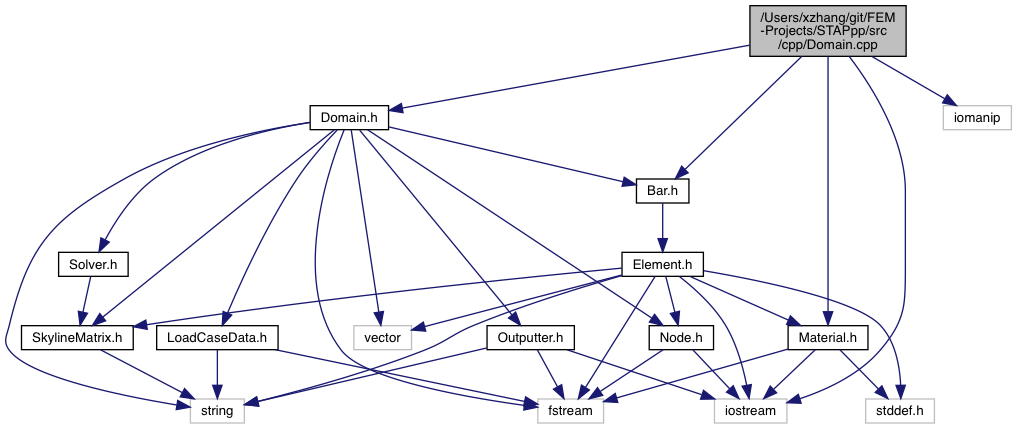 /Users/xzhang/git/FEM
-Projects/STAPpp/src
/cpp/Domain.cpp
Domain.h
iomanip
Bar.h
Solver.h
Element.h
SkylineMatrix.h
LoadCaseData.h
vector
Outputter.h
Node.h
Material.h
string
fstream
iostream
stddef.h